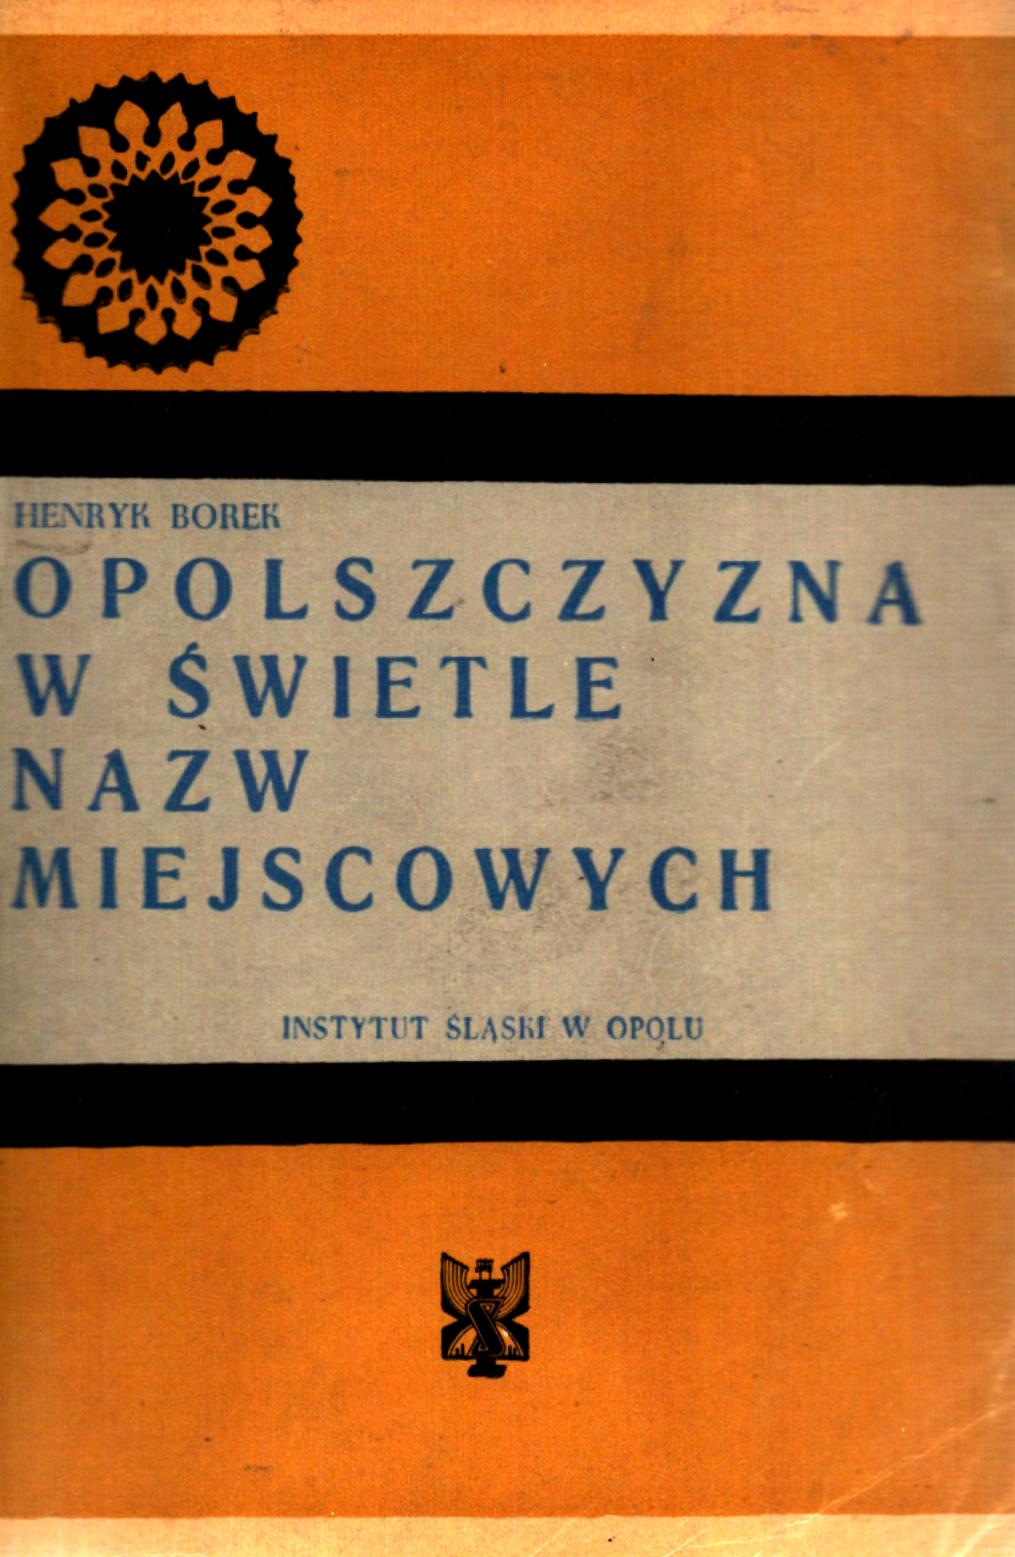 HENRYK BOREK
OPOLSZCZYZNA
W ŚWIETLE
NAZW
MIEJSCOWYCH
INSTYTUT ŚLĄSKI W OPOLU